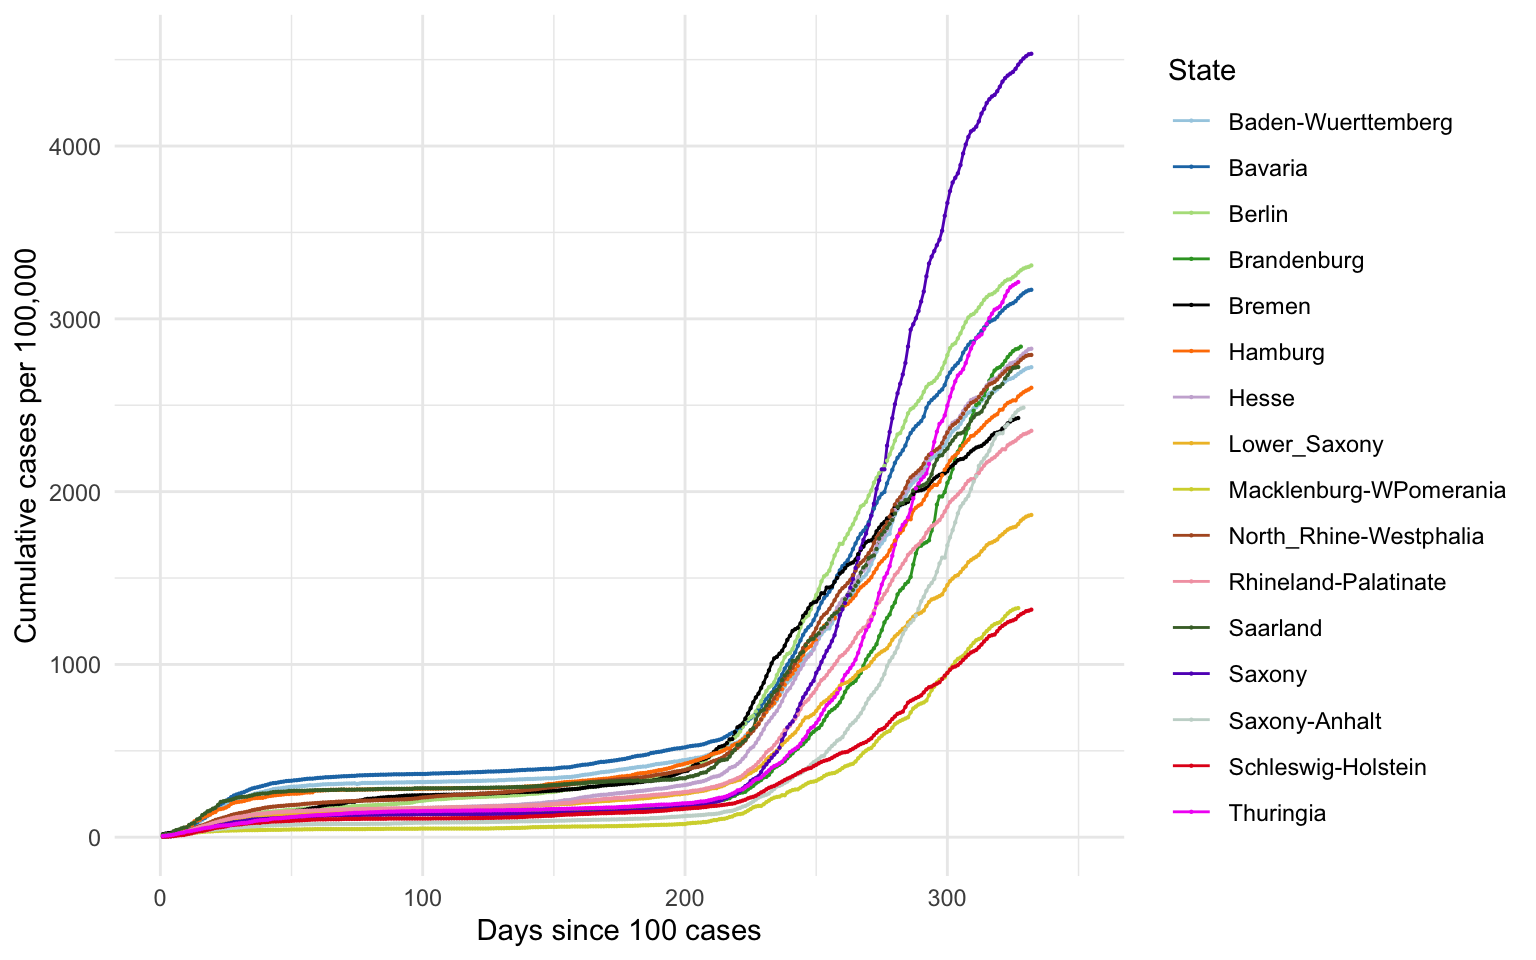 Cumulative cases per 100,000
4000
3000
2000
1000
0
0 100 200 300
Days since 100 cases
State
Baden-Wuerttemberg
Bavaria
Berlin
Brandenburg
Bremen
Hamburg
Hesse
Lower_Saxony
Macklenburg-WPomerania
North_Rhine-Westphalia
Rhineland-Palatinate
Saarland
Saxony
Saxony-Anhalt
Schleswig-Holstein
Thuringia